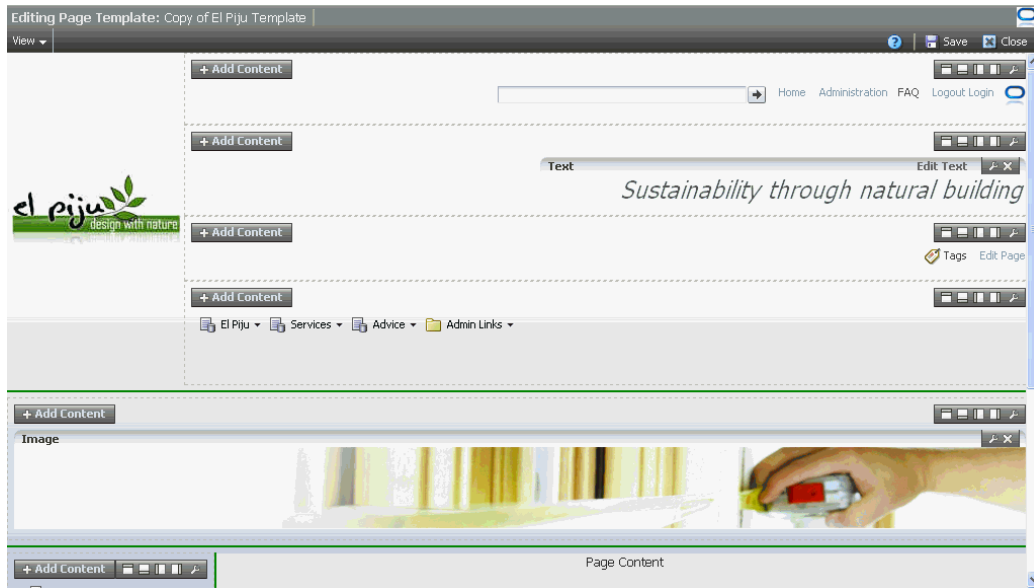 Editing Page Template: Copy of El Piju Template
View
Save Close
+ Add Content
Home Administration FAQ Logout Login
+ Add Content
Text Edit Text
Sustainability through natural building
el piju
design with nature
+ Add Content
Tags Edit Page
+ Add Content
El Piju Services Advice Admin Links
+ Add Content
Image
+ Add Content
Page Content